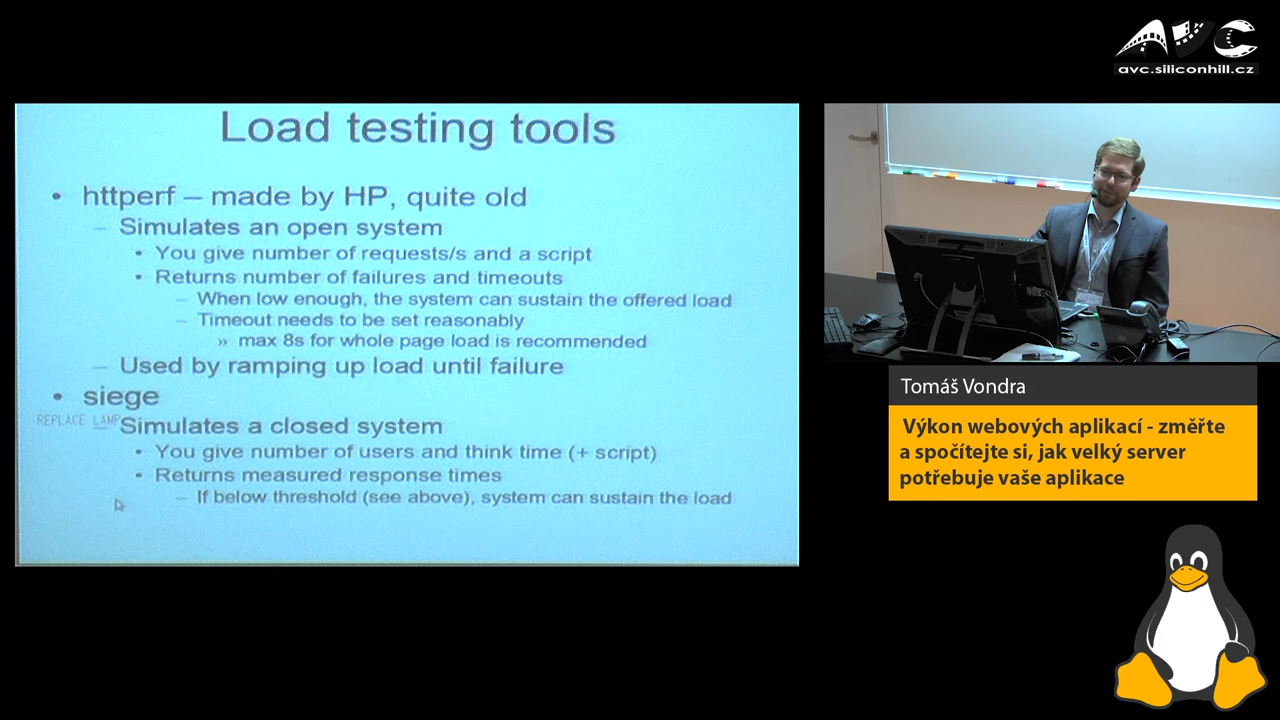 AVC
avc.siliconhill.cz
Load testing tools
• httperf – made by HP, quite old
– Simulates an open system
• You give number of requests/s and a script
• Returns number of failures and timeouts
– When low enough, the system can sustain the offered load
– Timeout needs to be set reasonably
» max 8s for whole page load is recommended
– Used by ramping up load until failure
• siege
REPLACE LAMP
– Simulates a closed system
• You give number of users and think time (+ script)
• Returns measured response times
– If below threshold (see above), system can sustain the load
Tomáš Vondra
Výkon webových aplikací - změřte
a spočítejte si, jak velký server
potřebuje vaše aplikace